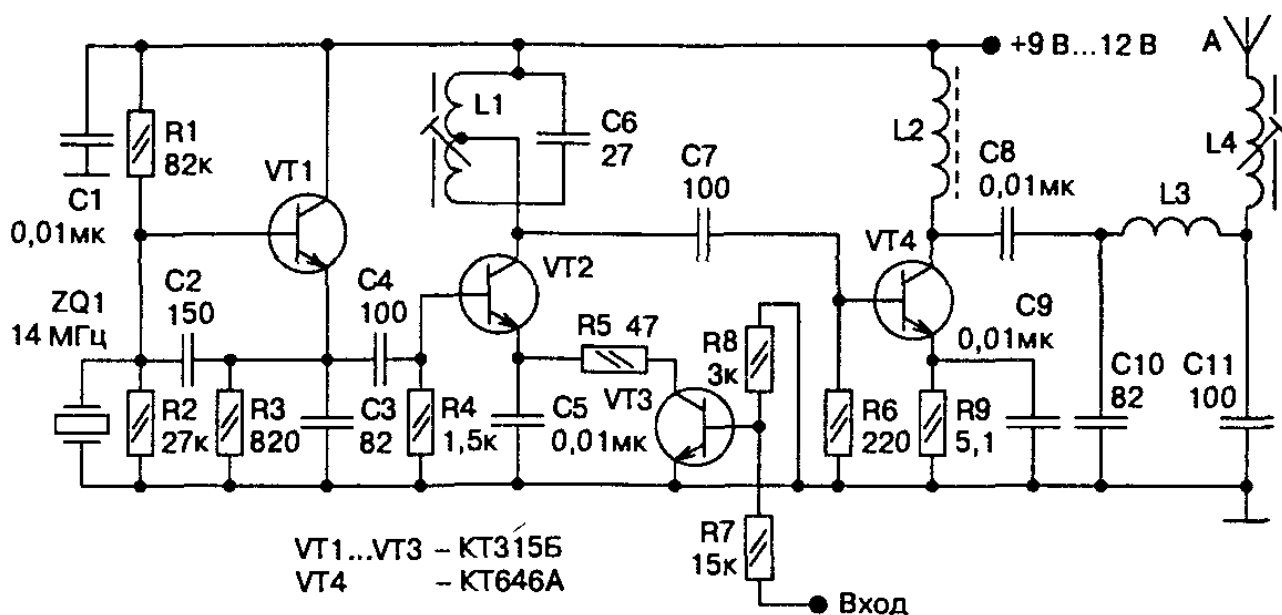 +9 В...12 В
А
R1
82к
L1
C6
27
L2
L4
C1
0,01мк
VT1
C7
100
C8
0,01мк
L3
VT2
VT4
ZQ1
14 МГц
C2
150
C4
100
R5 47
R8
3к
C9
0,01мк
VT3
R2
27к
R3
820
C3
82
R4
1,5к
C5
0,01мк
R6
220
R9
5,1
C10
82
C11
100
R7
15к
Вход
VT1...VT3 – КТ315Б
VT4 – КТ646А